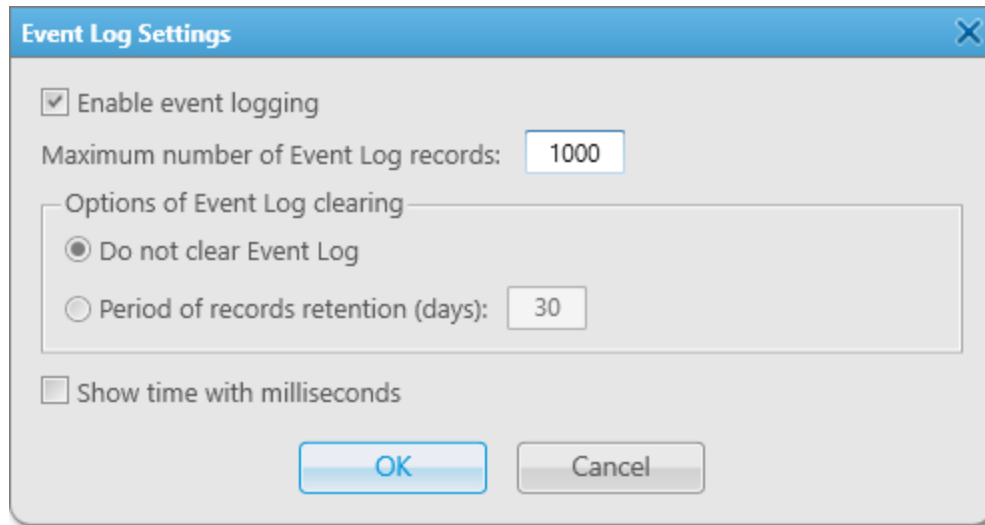 Event Log Settings
Enable event logging
Maximum number of Event Log records: 1000
Options of Event Log clearing
Do not clear Event Log
Period of records retention (days): 30
Show time with milliseconds
OK Cancel